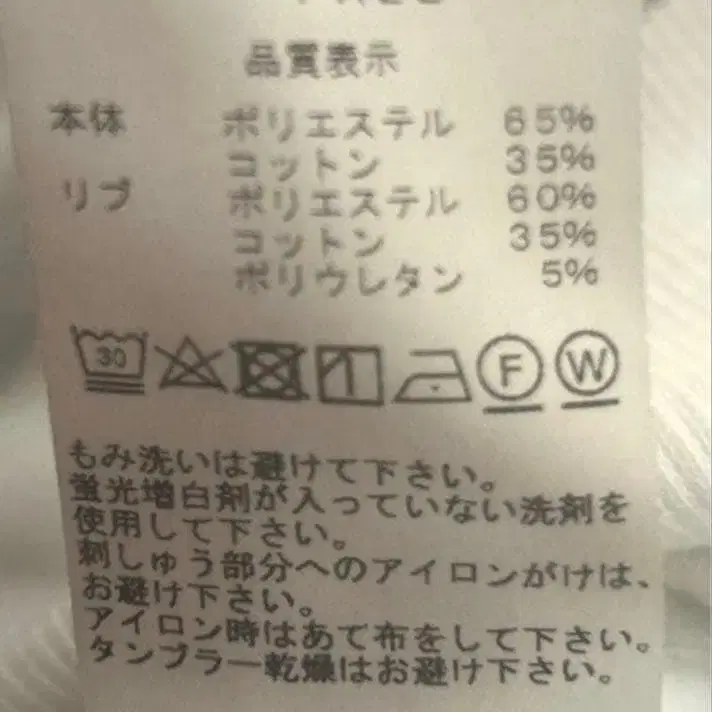 品質表示
本体 ポリエステル 65%
コットン 35%
リブ ポリエステル 60%
コットン 35%
ポリウレタン 5%
30 F W
もみ洗いは避けて下さい。
蛍光増白剤が入っていない洗剤を
使用して下さい。
刺しゅう部分へのアイロンがけは、
お避け下さい。
アイロン時はあて布をして下さい。
タンブラー乾燥はお避け下さい。